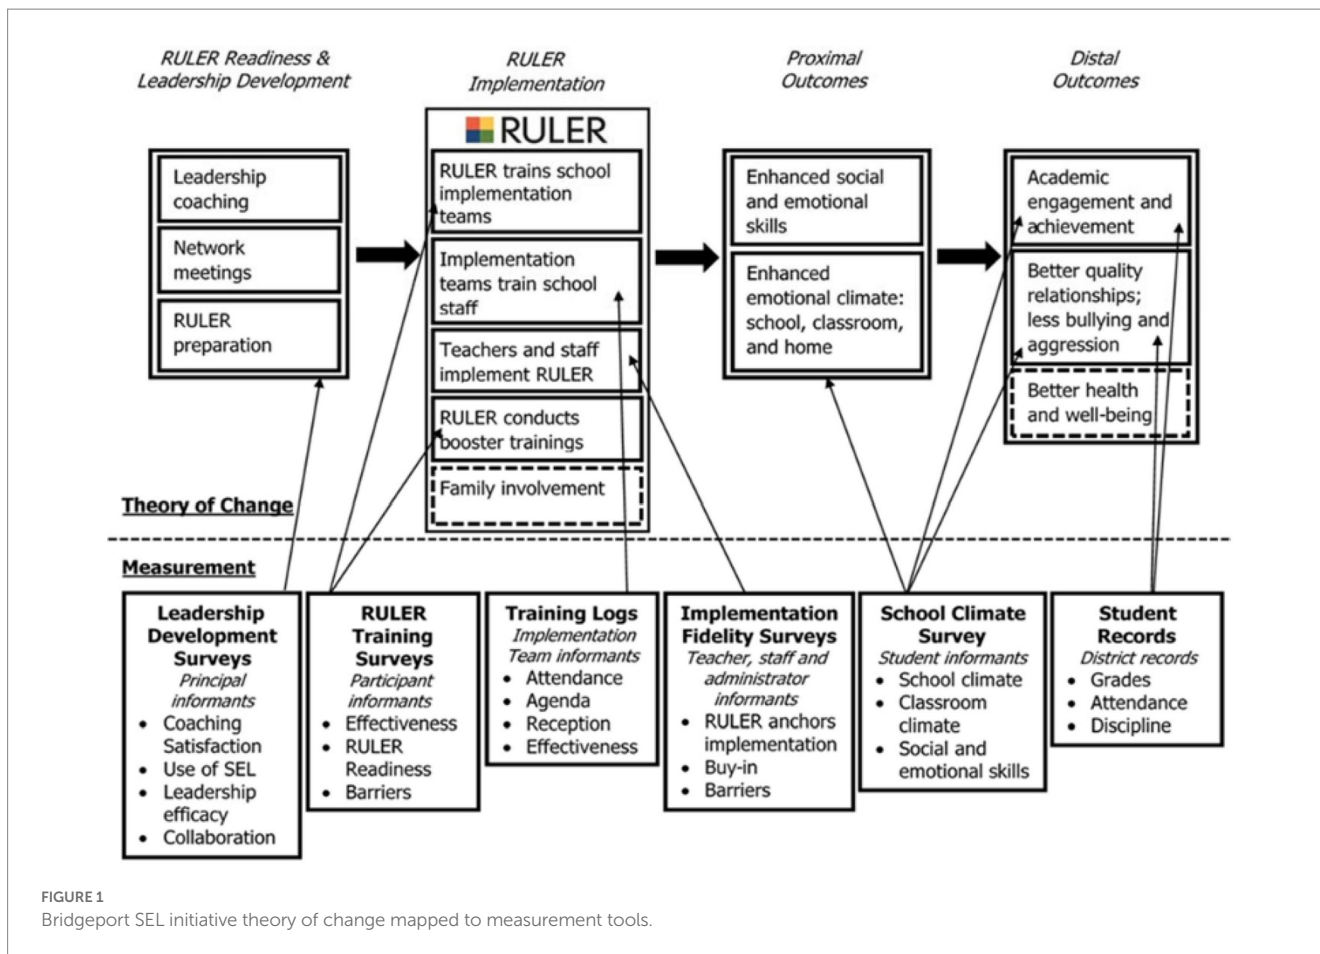 RULER Readiness &
Leadership Development
RULER
Implementation
Proximal
Outcomes
Distal
Outcomes
Leadership
coaching
Network
meetings
RULER
preparation
RULER
RULER trains school
implementation
teams
Implementation
teams train school
staff
Teachers and staff
implement RULER
RULER conducts
booster trainings
Family involvement
Enhanced social
and emotional
skills
Enhanced
emotional climate:
school, classroom,
and home
Academic
engagement and
achievement
Better quality
relationships;
less bullying and
aggression
Better health
and well-being
Theory of Change
Measurement
Leadership
Development
Surveys
Principal
informants
• Coaching
Satisfaction
• Use of SEL
• Leadership
efficacy
• Collaboration
RULER
Training
Surveys
Participant
informants
• Effectiveness
• RULER
Readiness
• Barriers
Training Logs
Implementation
Team informants
• Attendance
• Agenda
• Reception
• Effectiveness
Implementation
Fidelity Surveys
Teacher, staff and
administrator
informants
• RULER anchors
implementation
• Buy-in
• Barriers
School Climate
Survey
Student informants
• School climate
• Classroom
climate
• Social and
emotional skills
Student
Records
District records
• Grades
• Attendance
• Discipline
FIGURE 1
Bridgeport SEL initiative theory of change mapped to measurement tools.